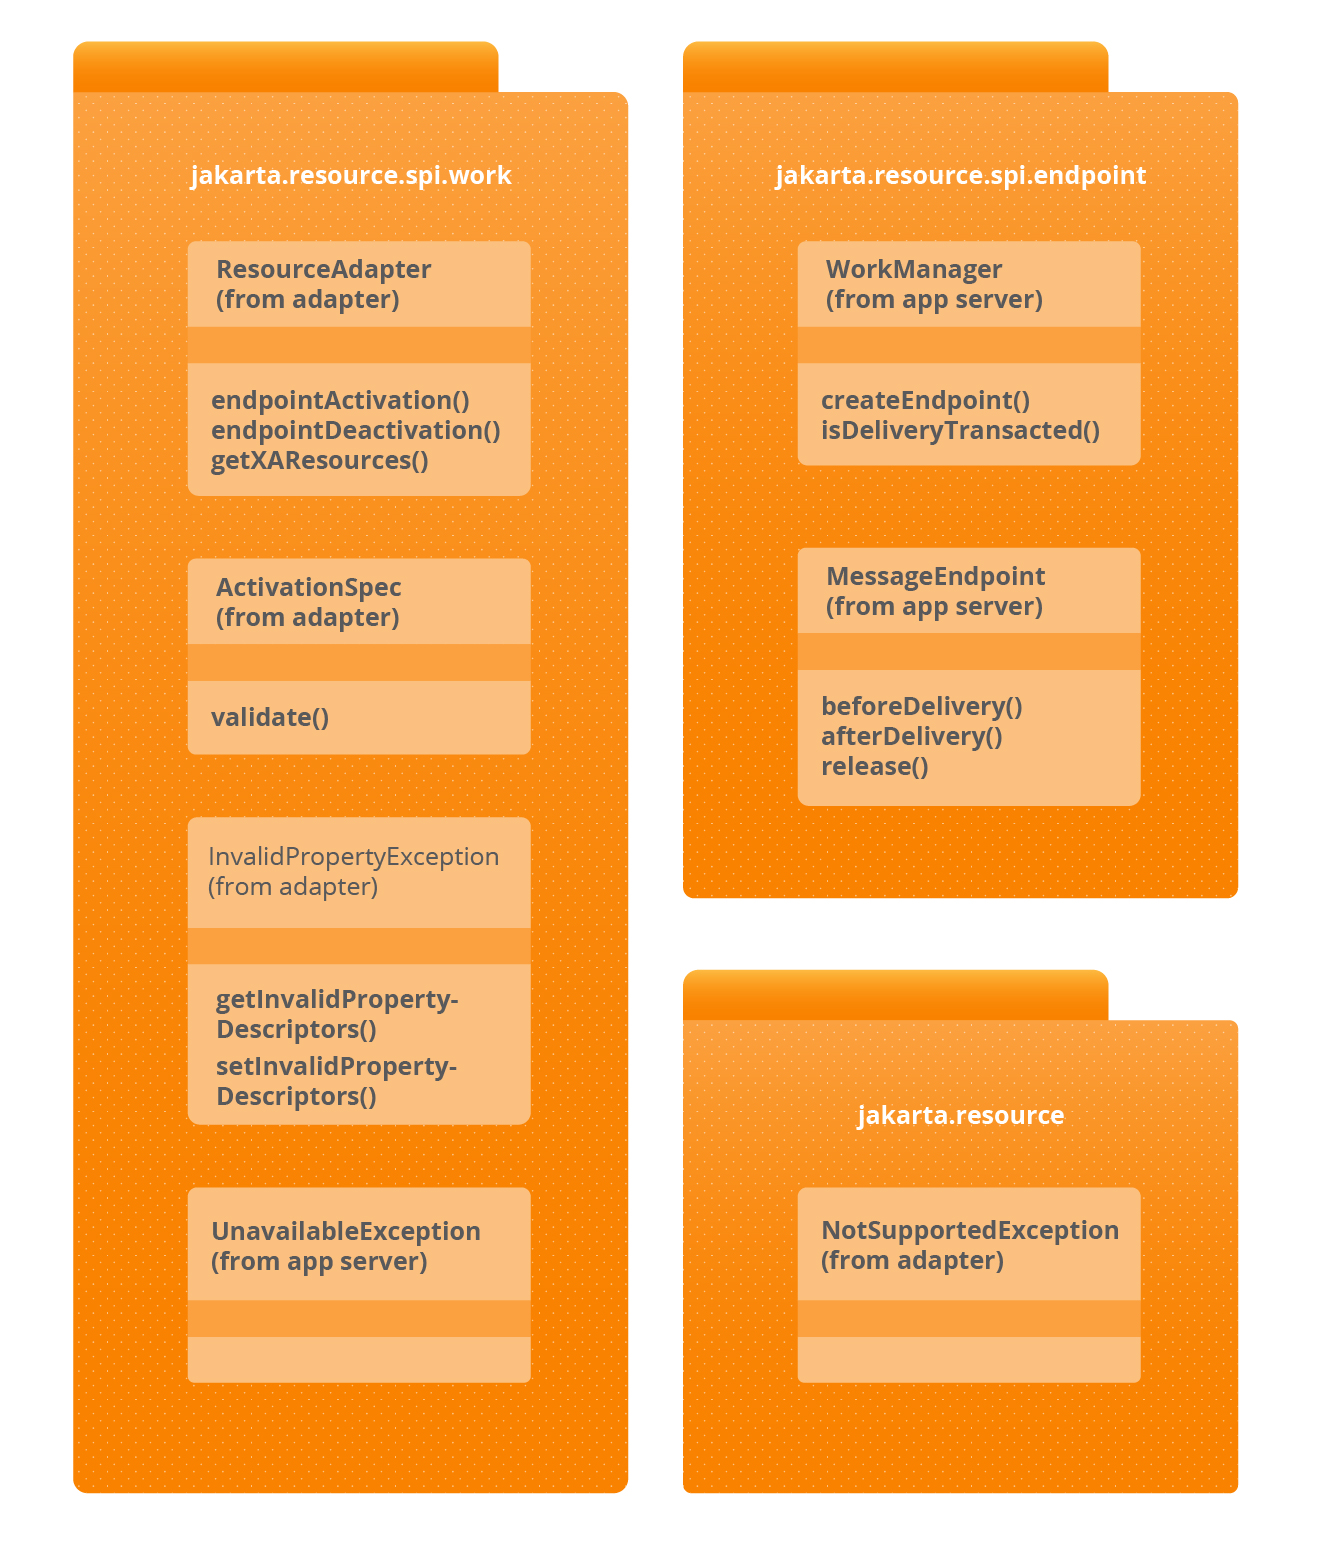 jakarta.resource.spi.work
ResourceAdapter
(from adapter)
endpointActivation()
endpointDeactivation()
getXAResources()
ActivationSpec
(from adapter)
validate()
InvalidPropertyException
(from adapter)
getInvalidProperty-
Descriptors()
setInvalidProperty-
Descriptors()
UnavailableException
(from app server)
jakarta.resource.spi.endpoint
WorkManager
(from app server)
createEndpoint()
isDeliveryTransacted()
MessageEndpoint
(from app server)
beforeDelivery()
afterDelivery()
release()
jakarta.resource
NotSupportedException
(from adapter)